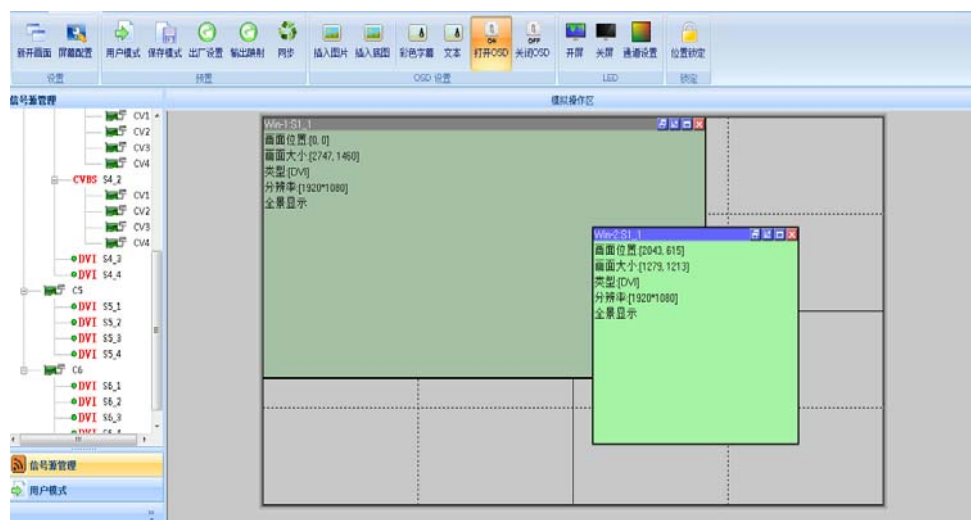 新开画面 屏幕配置 用户模式 保存模式 出厂设置 输出映射 同步 插入图片 插入底图 彩色字幕 文本 ON 打开OSD OFF 关闭OSD 开屏 关屏 通道设置 位置锁定
设置 预置 OSD 设置 LED 锁定
信号源管理 模拟操作区
CV1
CV2
CV3
CV4
CVBS S4_2
CV1
CV2
CV3
CV4
DVI S4_3
DVI S4_4
C5
DVI S5_1
DVI S5_2
DVI S5_3
DVI S5_4
C6
DVI S6_1
DVI S6_2
DVI S6_3
DVI S6_4
信号源管理
用户模式
Win-1:S1_1
画面位置:[0, 0]
画面大小:[2747, 1460]
类型:[DVI]
分辨率:[1920*1080]
全景显示
Win-2:S1_1
画面位置:[2043, 615]
画面大小:[1279, 1213]
类型:[DVI]
分辨率:[1920*1080]
全景显示